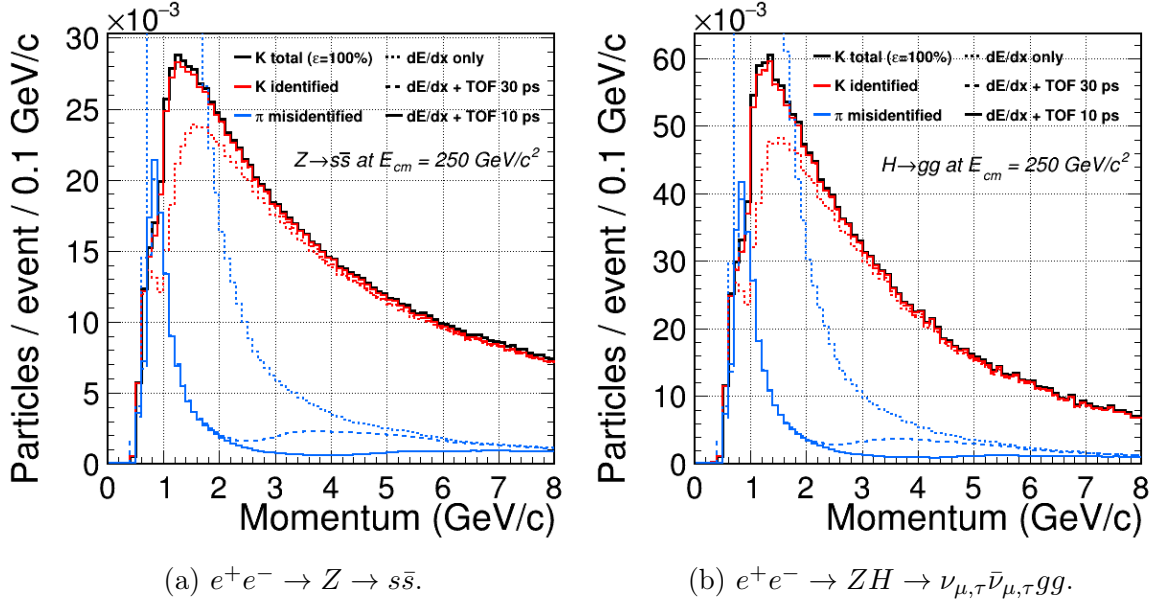 ×10⁻³
Particles / event / 0.1 GeV/c
30
25
20
15
10
5
0
K total (ε=100%)
K identified
π misidentified
dE/dx only
dE/dx + TOF 30 ps
dE/dx + TOF 10 ps
Z→ss̄ at E_cm = 250 GeV/c²
0 1 2 3 4 5 6 7 8
Momentum (GeV/c)
(a) e⁺e⁻ → Z → ss̄.
×10⁻³
Particles / event / 0.1 GeV/c
60
50
40
30
20
10
0
K total (ε=100%)
K identified
π misidentified
dE/dx only
dE/dx + TOF 30 ps
dE/dx + TOF 10 ps
H→gg at E_cm = 250 GeV/c²
0 1 2 3 4 5 6 7 8
Momentum (GeV/c)
(b) e⁺e⁻ → ZH → ν_μ,τ ν̄_μ,τ gg.